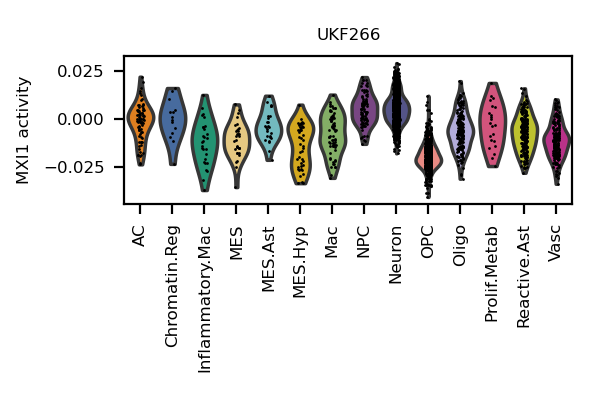 UKF266
MXI1 activity
0.025
0.000
−0.025
AC
Chromatin.Reg
Inflammatory.Mac
MES
MES.Ast
MES.Hyp
Mac
NPC
Neuron
OPC
Oligo
Prolif.Metab
Reactive.Ast
Vasc